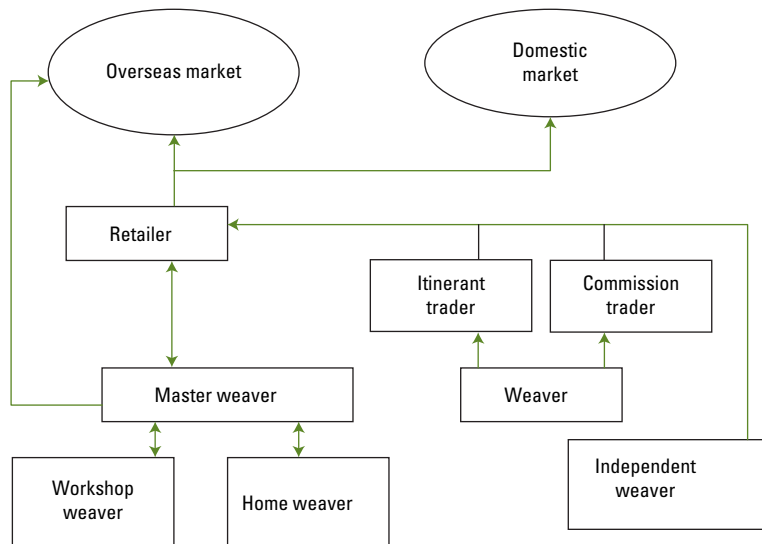 Overseas market
Domestic
market
Retailer
Itinerant
trader
Commission
trader
Master weaver
Weaver
Workshop
weaver
Home weaver
Independent
weaver